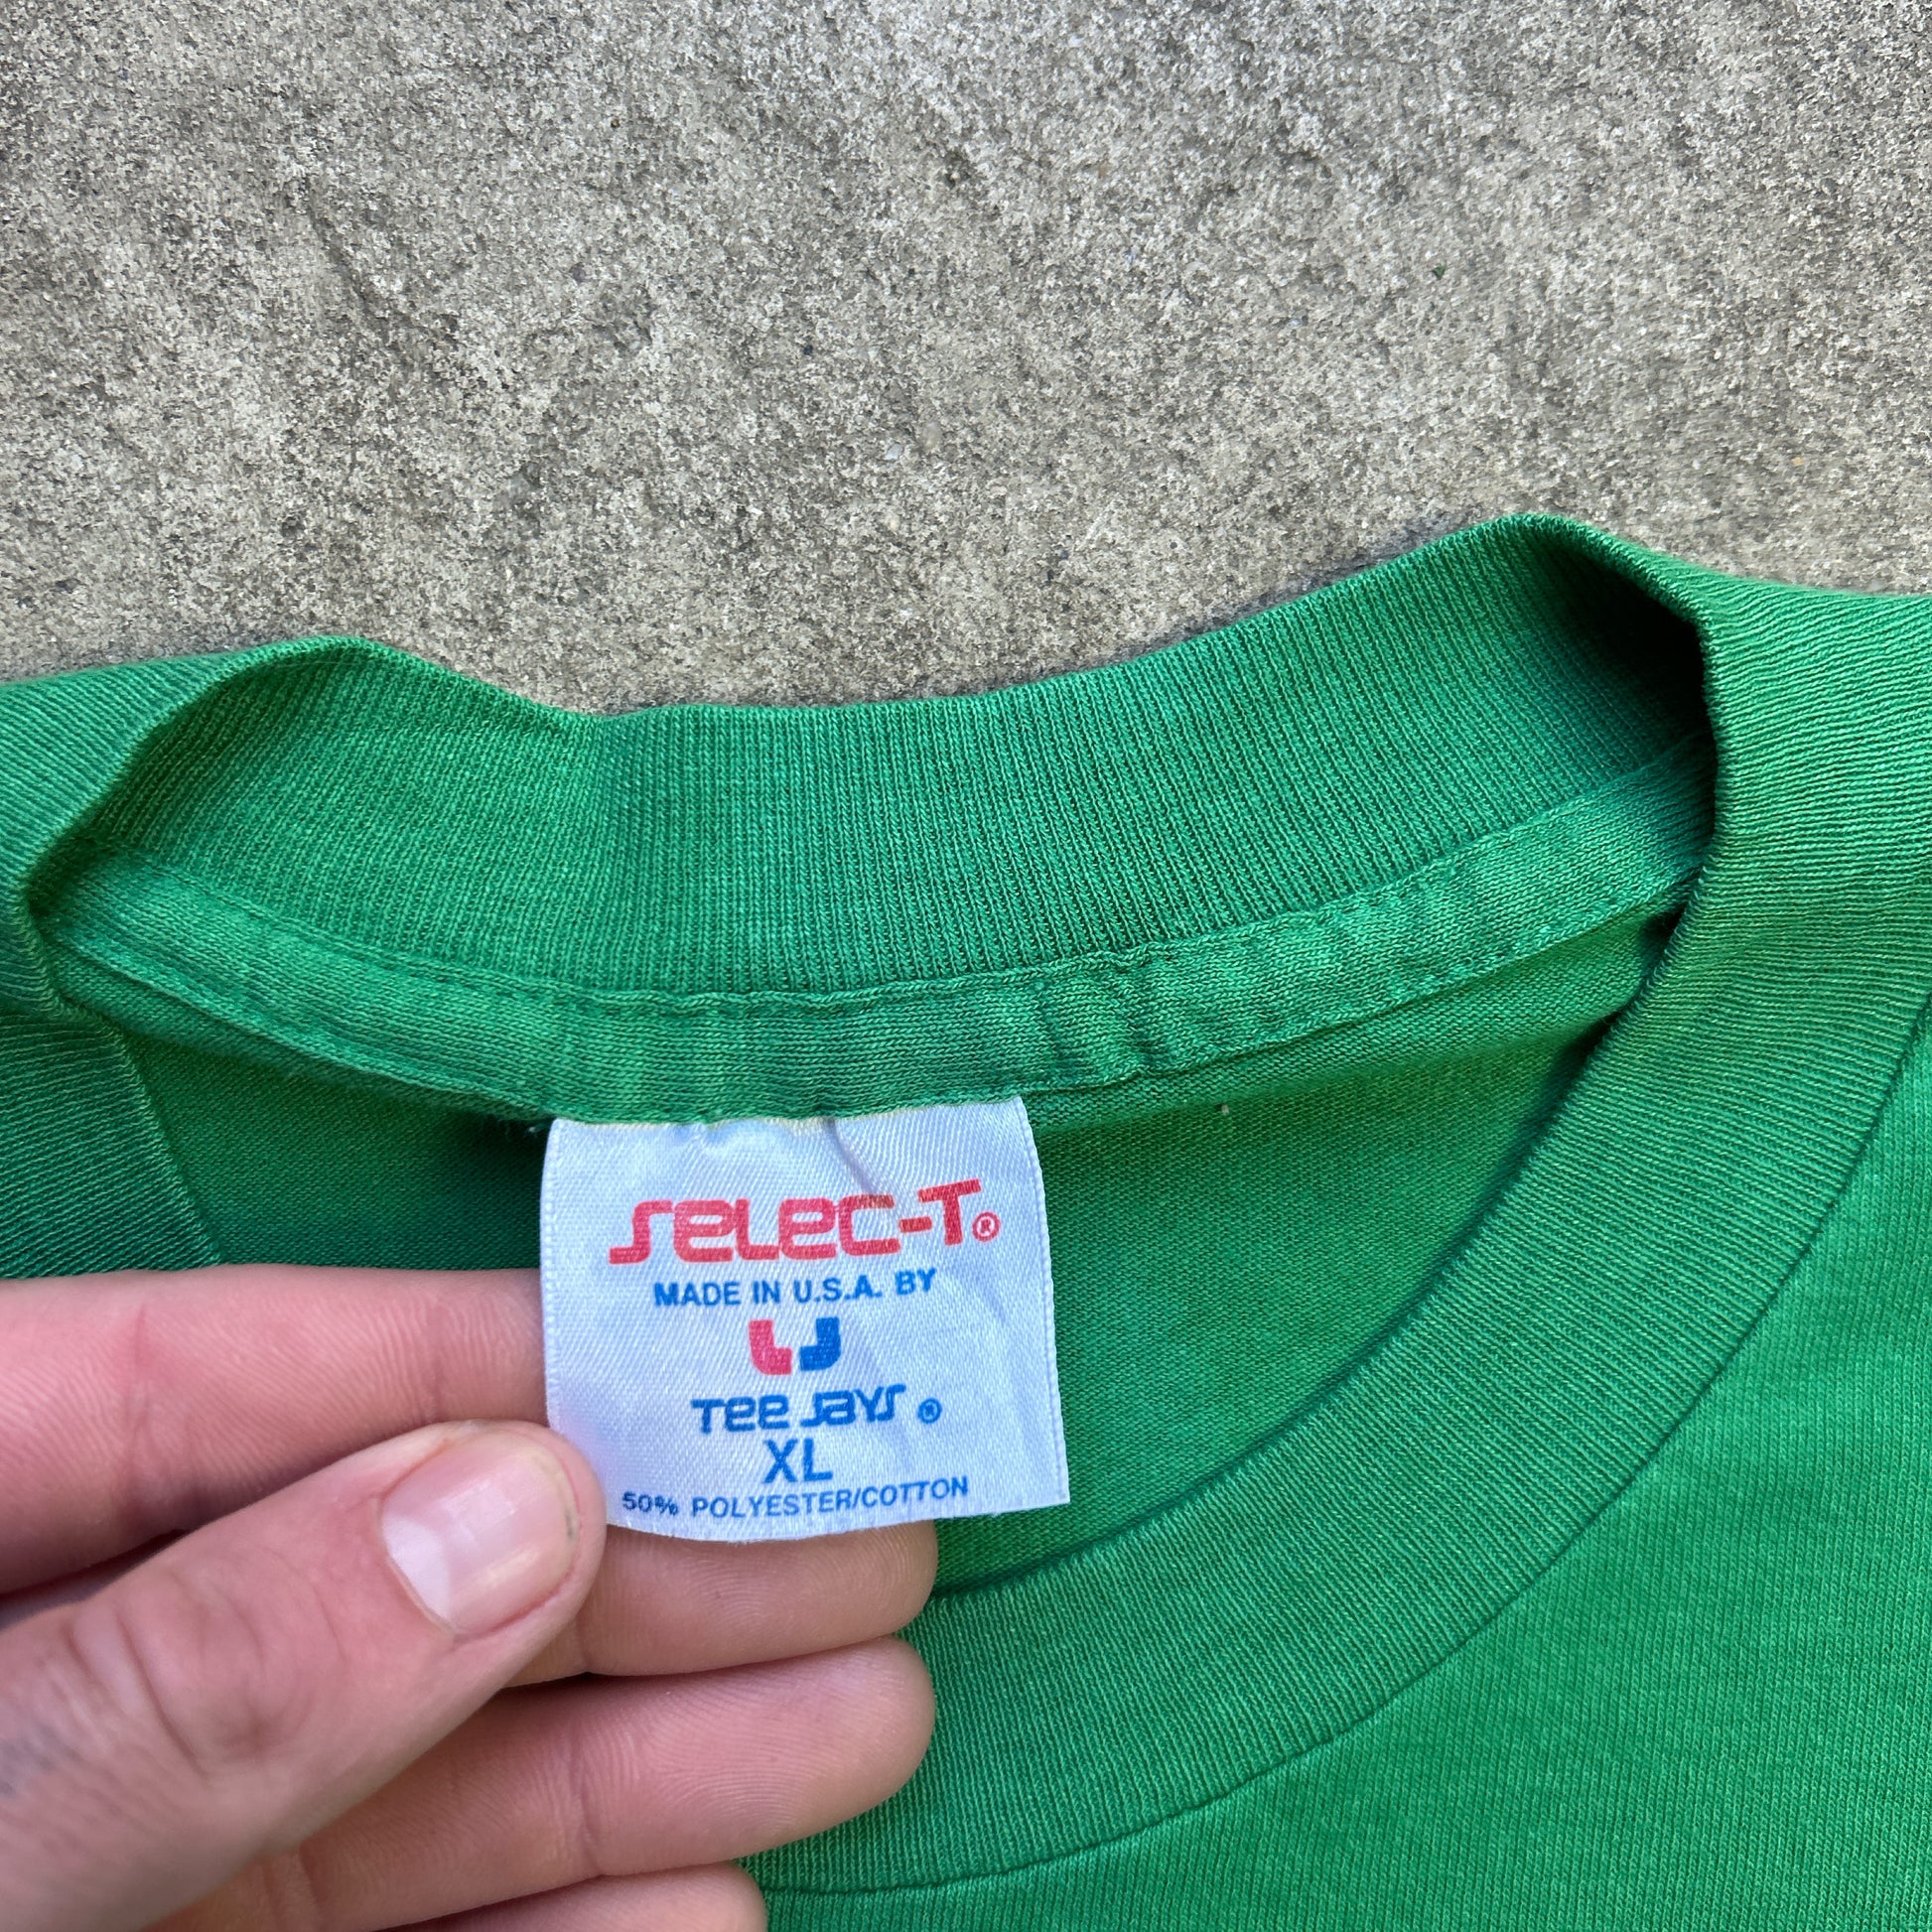 SELEC-T®
MADE IN U.S.A. BY
TEE JAYS ®
XL
50% POLYESTER/COTTON